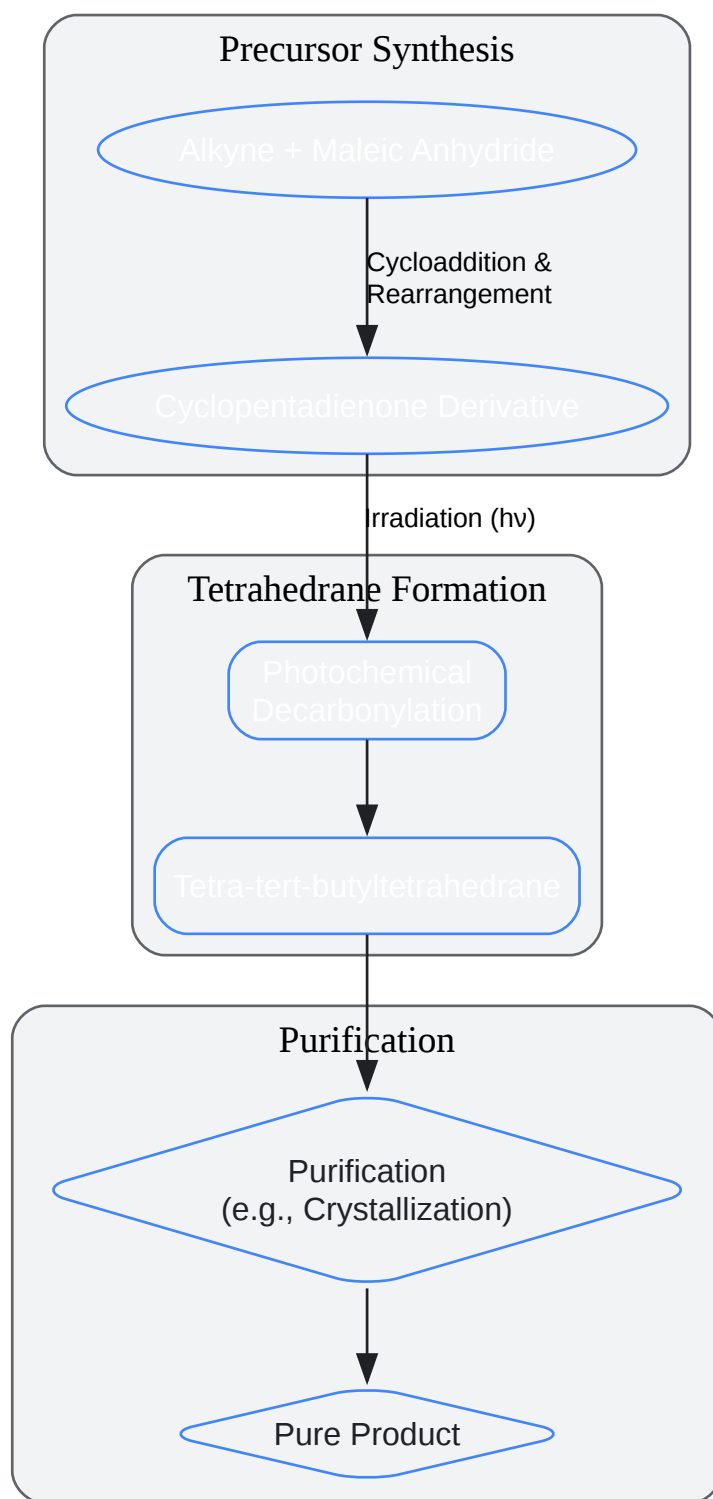 Precursor Synthesis
Alkyne + Maleic Anhydride
Cycloaddition &
Rearrangement
Cyclopentadienone Derivative
Irradiation (hν)
Tetrahedrane Formation
Photochemical
Decarbonylation
Tetra-tert-butyltetrahedrane
Purification
Purification
(e.g., Crystallization)
Pure Product